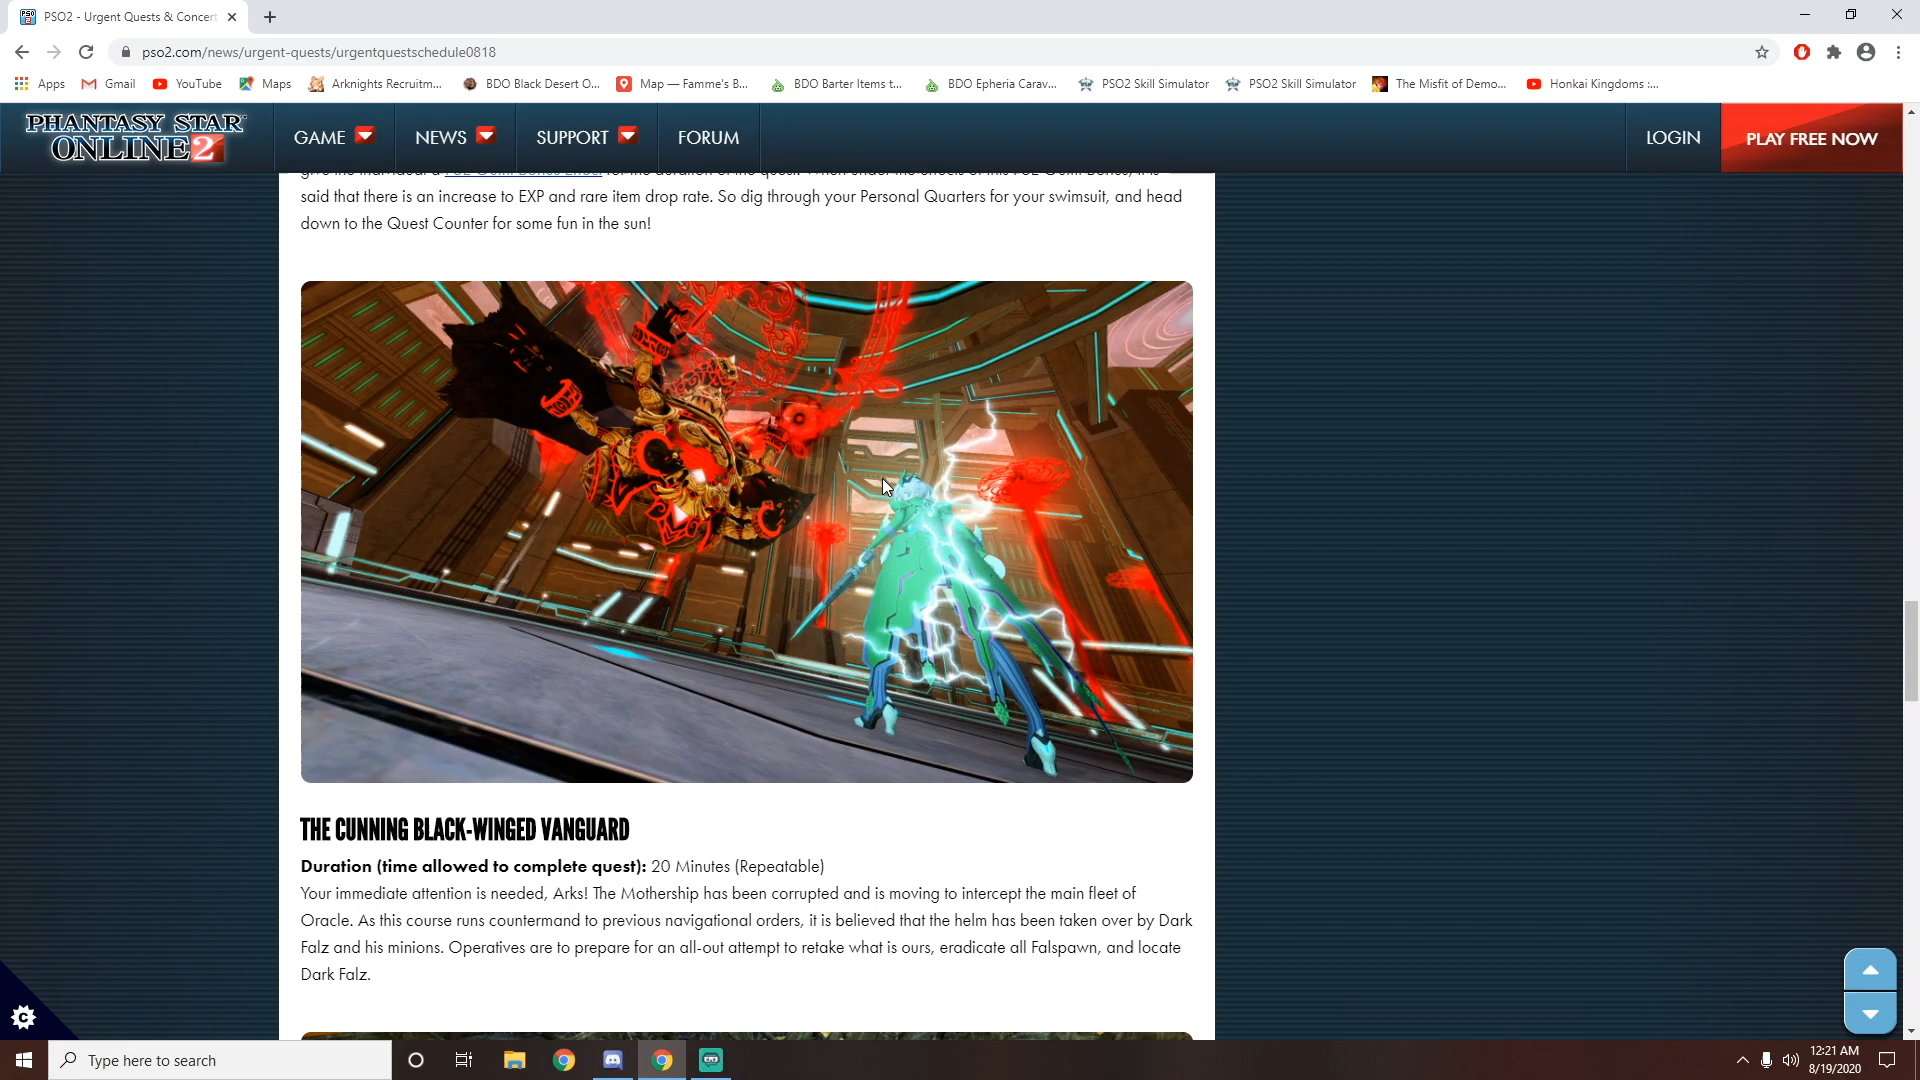 PSO2 - Urgent Quests & Concert
pso2.com/news/urgent-quests/urgentquestschedule0818
Apps Gmail YouTube Maps Arknights Recruitm... BDO Black Desert O... Map — Famme's B... BDO Barter Items t... BDO Epheria Carav... PSO2 Skill Simulator PSO2 Skill Simulator The Misfit of Demo... Honkai Kingdoms :...
PHANTASY STAR
ONLINE 2
GAME NEWS SUPPORT FORUM LOGIN PLAY FREE NOW
said that there is an increase to EXP and rare item drop rate. So dig through your Personal Quarters for your swimsuit, and head
down to the Quest Counter for some fun in the sun!
THE CUNNING BLACK-WINGED VANGUARD
Duration (time allowed to complete quest): 20 Minutes (Repeatable)
Your immediate attention is needed, Arks! The Mothership has been corrupted and is moving to intercept the main fleet of
Oracle. As this course runs countermand to previous navigational orders, it is believed that the helm has been taken over by Dark
Falz and his minions. Operatives are to prepare for an all-out attempt to retake what is ours, eradicate all Falspawn, and locate
Dark Falz.
Type here to search
12:21 AM
8/19/2020